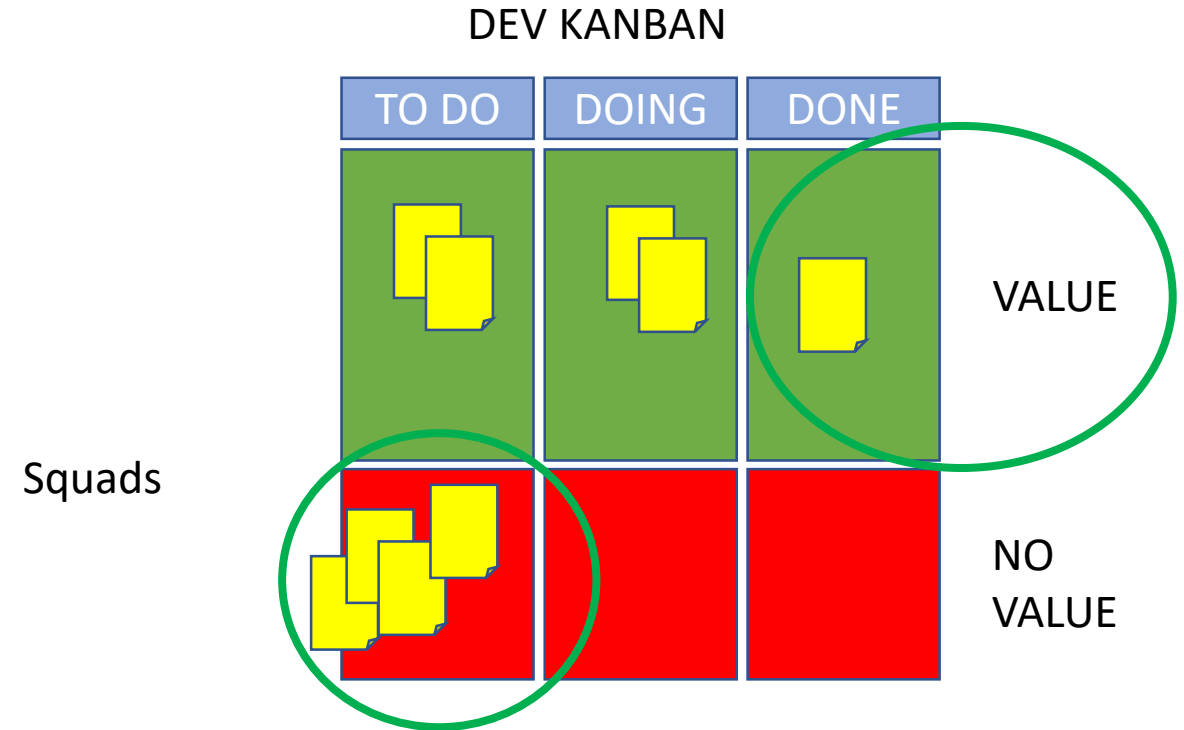 DEV KANBAN
TO DO DOING DONE
VALUE
Squads
NO
VALUE